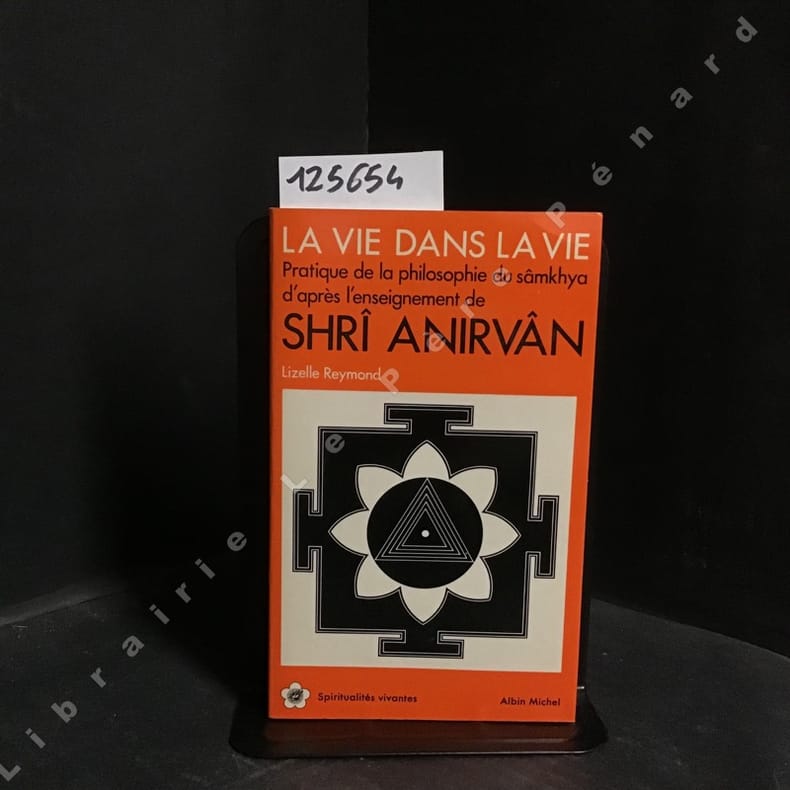 125654
LA VIE DANS LA VIE
Pratique de la philosophie du sâmkhya
d'après l'enseignement de
SHRÎ ANIRVÂN
Lizelle Reymond
Spiritualités vivantes
Albin Michel
Librairie Le Père Pénard